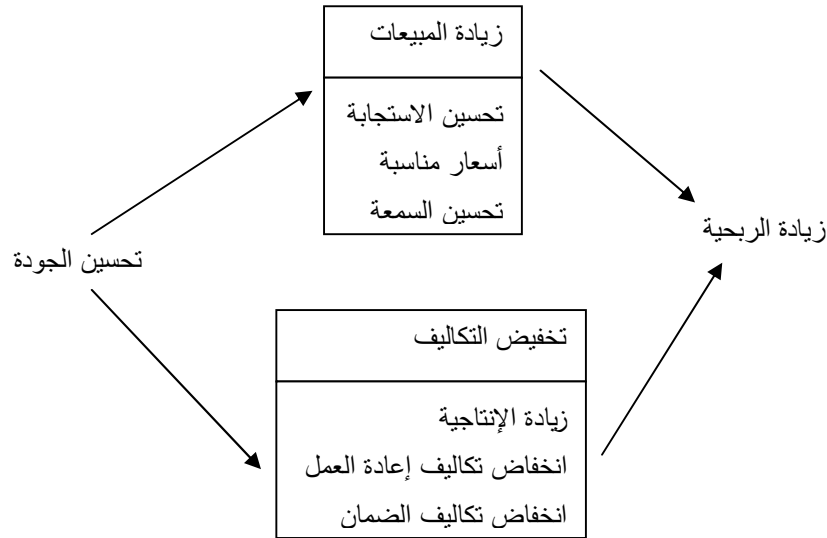 زيادة المبيعات
تحسين الاستجابة
أسعار مناسبة
تحسين السمعة
زيادة الربحية
تحسين الجودة
تخفيض التكاليف
زيادة الإنتاجية
انخفاض تكاليف إعادة العمل
انخفاض تكاليف الضمان